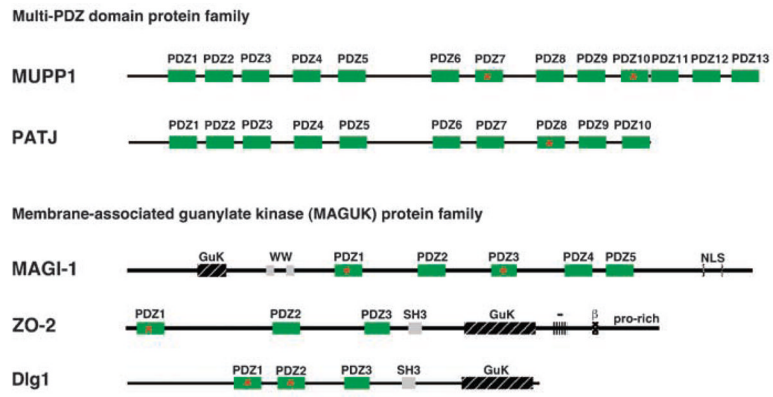 Multi-PDZ domain protein family
PDZ1 PDZ2 PDZ3 PDZ4 PDZ5 PDZ6 PDZ7 PDZ8 PDZ9 PDZ10 PDZ11 PDZ12 PDZ13
MUPP1
PDZ1 PDZ2 PDZ3 PDZ4 PDZ5 PDZ6 PDZ7 PDZ8 PDZ9 PDZ10
PATJ
Membrane-associated guanylate kinase (MAGUK) protein family
GuK WW PDZ1 PDZ2 PDZ3 PDZ4 PDZ5 NLS
MAGI-1
PDZ1 PDZ2 PDZ3 SH3 GuK - β pro-rich
ZO-2
PDZ1 PDZ2 PDZ3 SH3 GuK
Dlg1